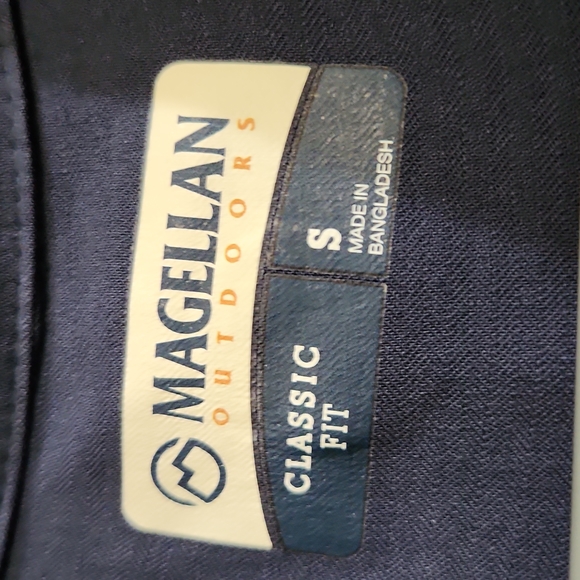 MAGELLAN
OUTDOORS
CLASSIC
FIT
S
MADE IN
BANGLADESH